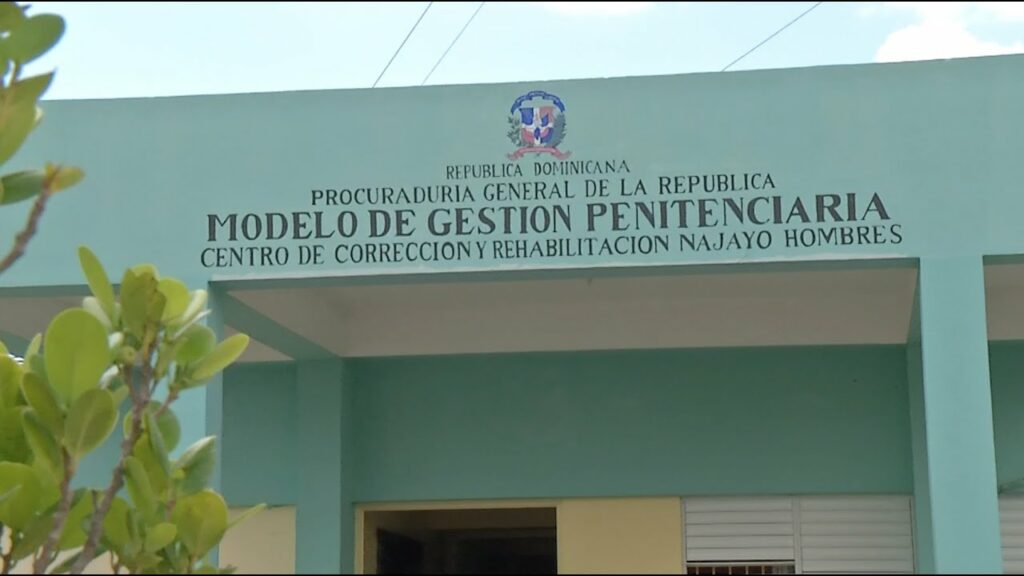 REPUBLICA DOMINICANA
PROCURADURIA GENERAL DE LA REPUBLICA
MODELO DE GESTION PENITENCIARIA
CENTRO DE CORRECCION Y REHABILITACION NAJAYO HOMBRES